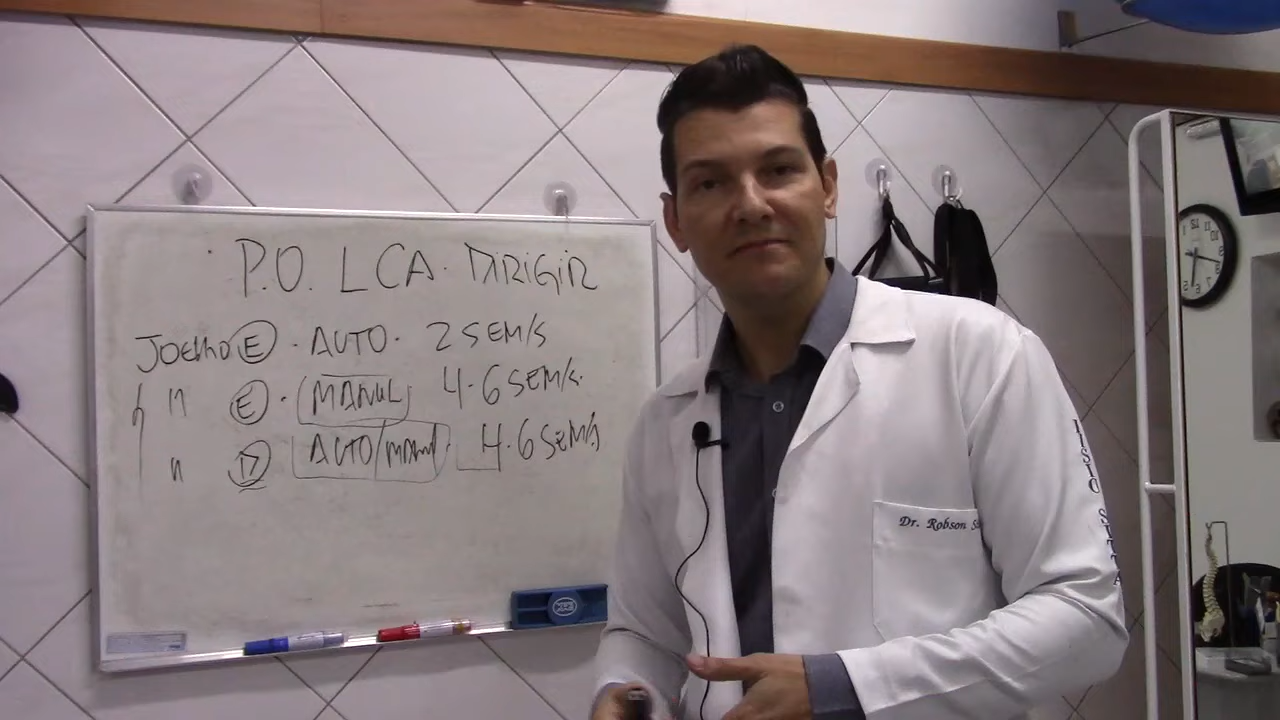 P.O. LCA. DIRIGIR
JOELHO E . AUTO. 2 SEM/S
" E . MANUL 4-6 SEM/S.
" D AUTO/MANUL. 4-6 SEM/S
Dr. Robson